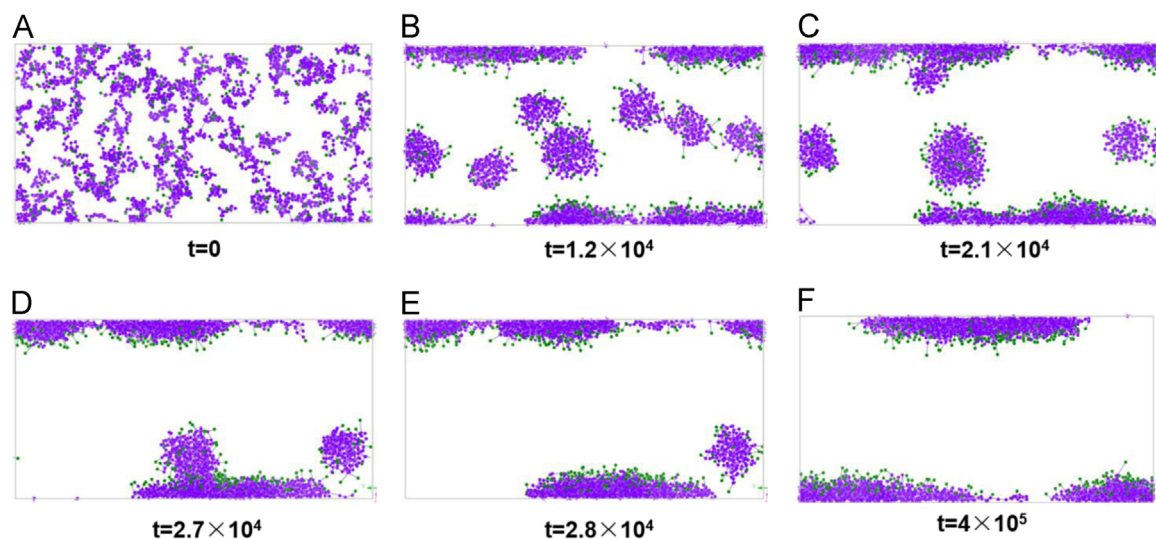 A
B
C
t=0
t=1.2×10⁴
t=2.1×10⁴
D
E
F
t=2.7×10⁴
t=2.8×10⁴
t=4×10⁵